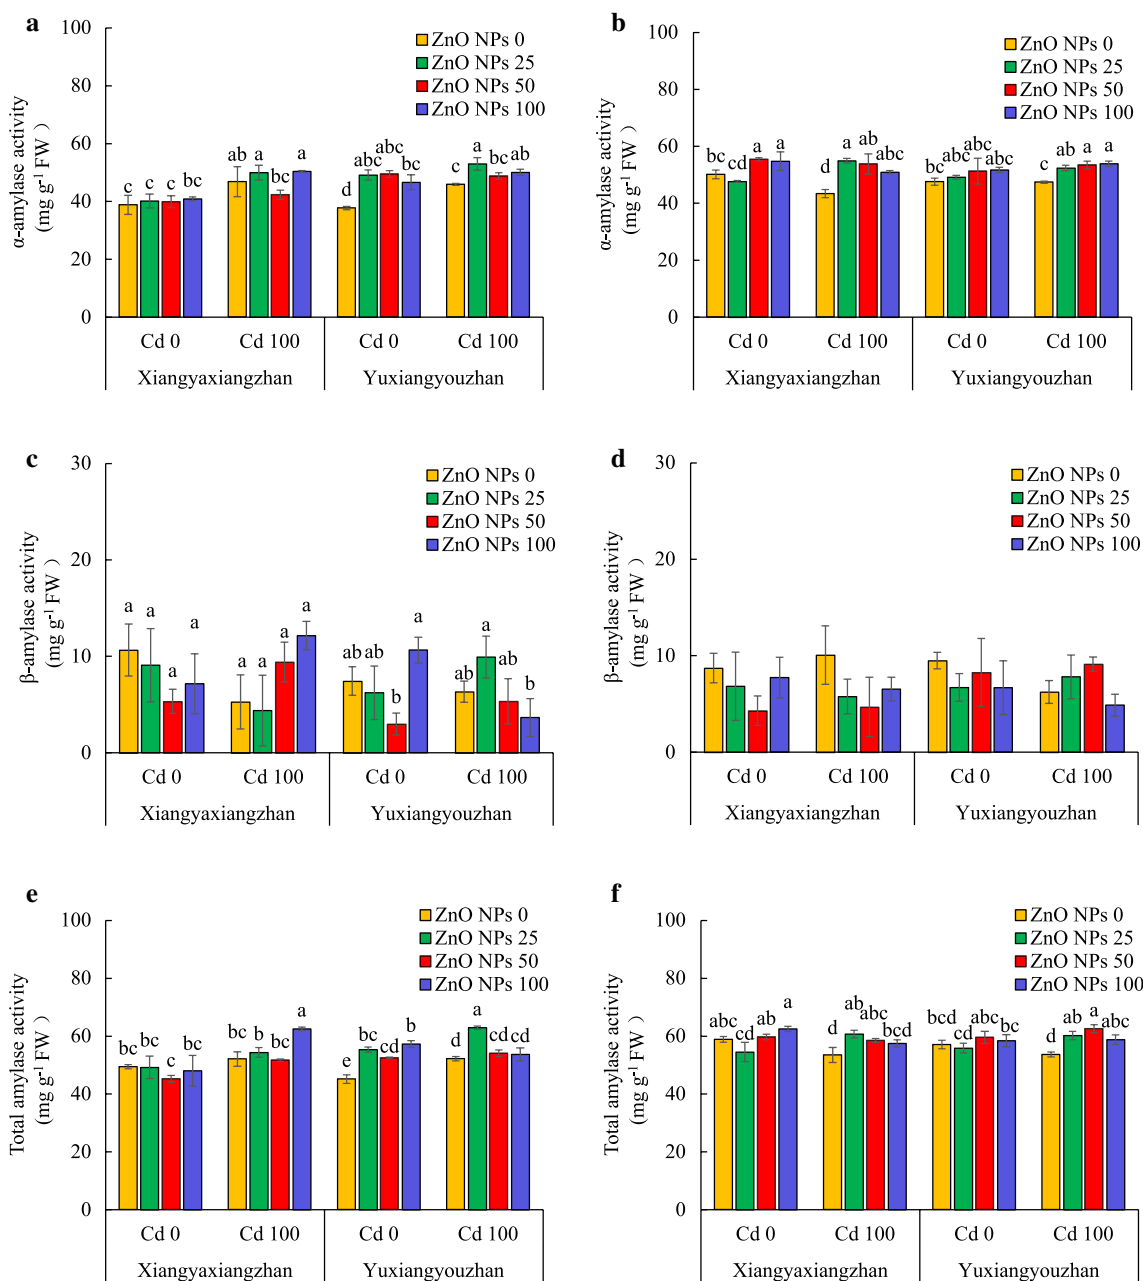 a
α-amylase activity
(mg g-1 FW )
100
80
60
40
20
0
ZnO NPs 0
ZnO NPs 25
ZnO NPs 50
ZnO NPs 100
c c c bc ab a bc a d abc abc bc c a bc ab
Cd 0 Cd 100 Cd 0 Cd 100
Xiangyaxiangzhan Yuxiangyouzhan
b
α-amylase activity
(mg g-1 FW )
100
80
60
40
20
0
ZnO NPs 0
ZnO NPs 25
ZnO NPs 50
ZnO NPs 100
bc cd a a d a ab abc bc abc abc abc c ab a a
Cd 0 Cd 100 Cd 0 Cd 100
Xiangyaxiangzhan Yuxiangyouzhan
c
β-amylase activity
(mg g-1 FW )
30
20
10
0
ZnO NPs 0
ZnO NPs 25
ZnO NPs 50
ZnO NPs 100
a a a a a a a a ab ab b a ab a ab b
Cd 0 Cd 100 Cd 0 Cd 100
Xiangyaxiangzhan Yuxiangyouzhan
d
β-amylase activity
(mg g-1 FW )
30
20
10
0
ZnO NPs 0
ZnO NPs 25
ZnO NPs 50
ZnO NPs 100
Cd 0 Cd 100 Cd 0 Cd 100
Xiangyaxiangzhan Yuxiangyouzhan
e
Total amylase activity
(mg g-1 FW )
100
80
60
40
20
0
ZnO NPs 0
ZnO NPs 25
ZnO NPs 50
ZnO NPs 100
bc bc c bc bc b bc a e bc cd b d a cd cd
Cd 0 Cd 100 Cd 0 Cd 100
Xiangyaxiangzhan Yuxiangyouzhan
f
Total amylase activity
(mg g-1 FW )
100
80
60
40
20
0
ZnO NPs 0
ZnO NPs 25
ZnO NPs 50
ZnO NPs 100
abc cd ab a d ab abc bcd bcd cd abc bc d ab a abc
Cd 0 Cd 100 Cd 0 Cd 100
Xiangyaxiangzhan Yuxiangyouzhan